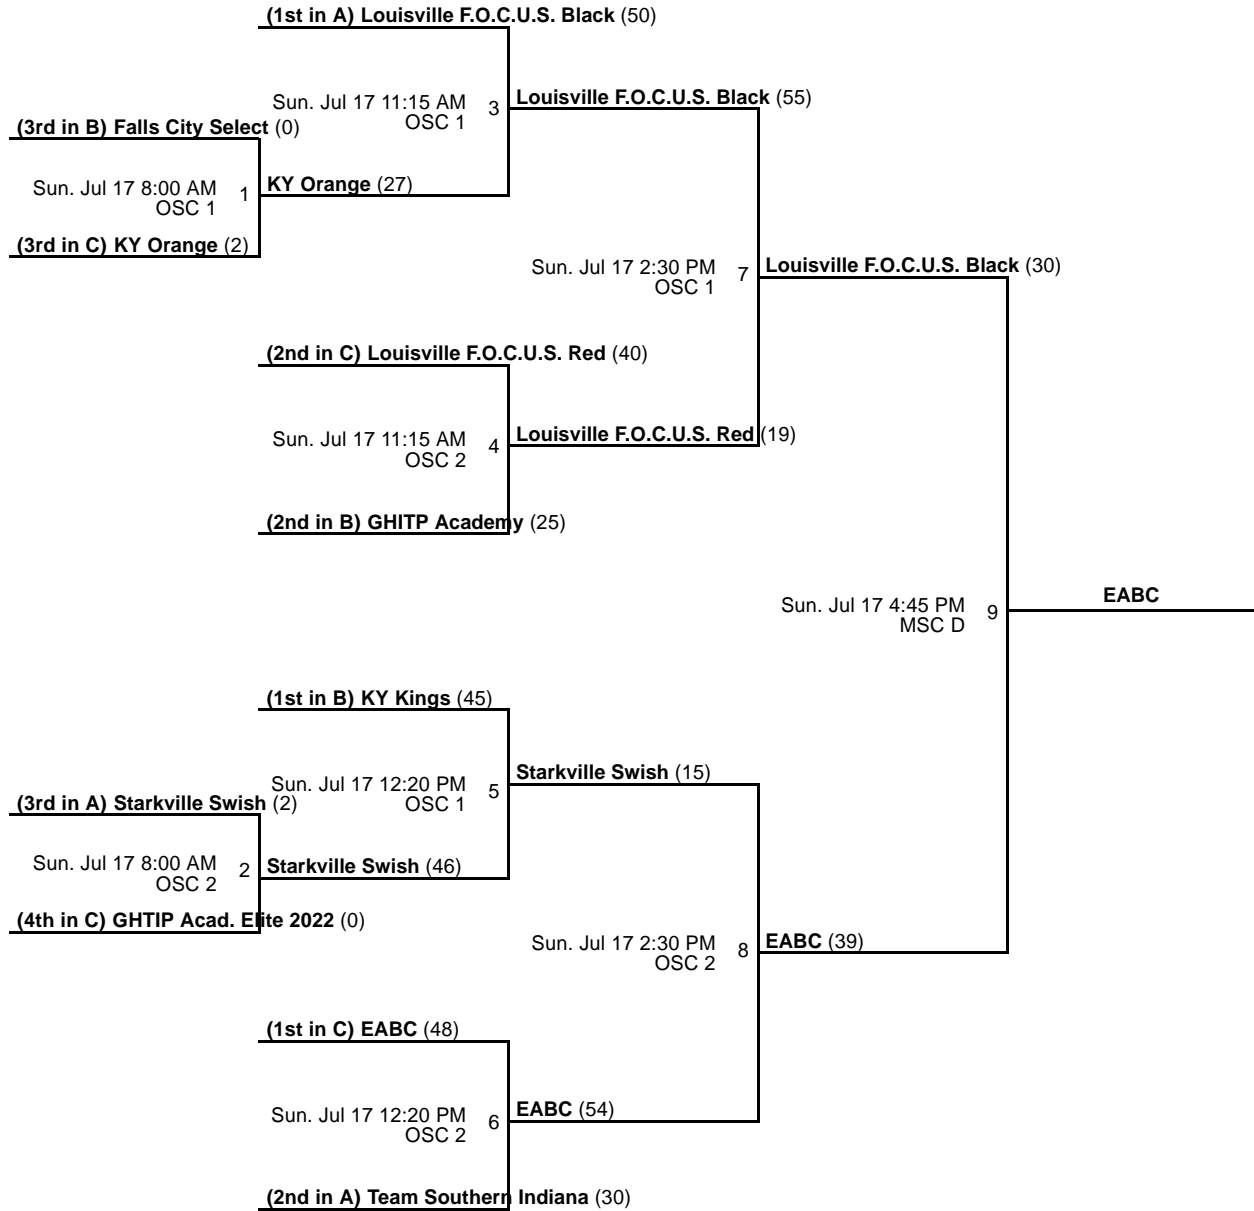 (1st in A) Louisville F.O.C.U.S. Black (50)
Sun. Jul 17 11:15 AM 3
OSC 1
Louisville F.O.C.U.S. Black (55)
(3rd in B) Falls City Select (0)
Sun. Jul 17 8:00 AM 1
OSC 1
KY Orange (27)
(3rd in C) KY Orange (2)
Sun. Jul 17 2:30 PM 7
OSC 1
Louisville F.O.C.U.S. Black (30)
(2nd in C) Louisville F.O.C.U.S. Red (40)
Sun. Jul 17 11:15 AM 4
OSC 2
Louisville F.O.C.U.S. Red (19)
(2nd in B) GHITP Academy (25)
Sun. Jul 17 4:45 PM 9
MSC D
EABC
(1st in B) KY Kings (45)
Sun. Jul 17 12:20 PM 5
OSC 1
Starkville Swish (15)
(3rd in A) Starkville Swish (2)
Sun. Jul 17 8:00 AM 2
OSC 2
Starkville Swish (46)
(4th in C) GHTIP Acad. Elite 2022 (0)
Sun. Jul 17 2:30 PM 8
OSC 2
EABC (39)
(1st in C) EABC (48)
Sun. Jul 17 12:20 PM 6
OSC 2
EABC (54)
(2nd in A) Team Southern Indiana (30)